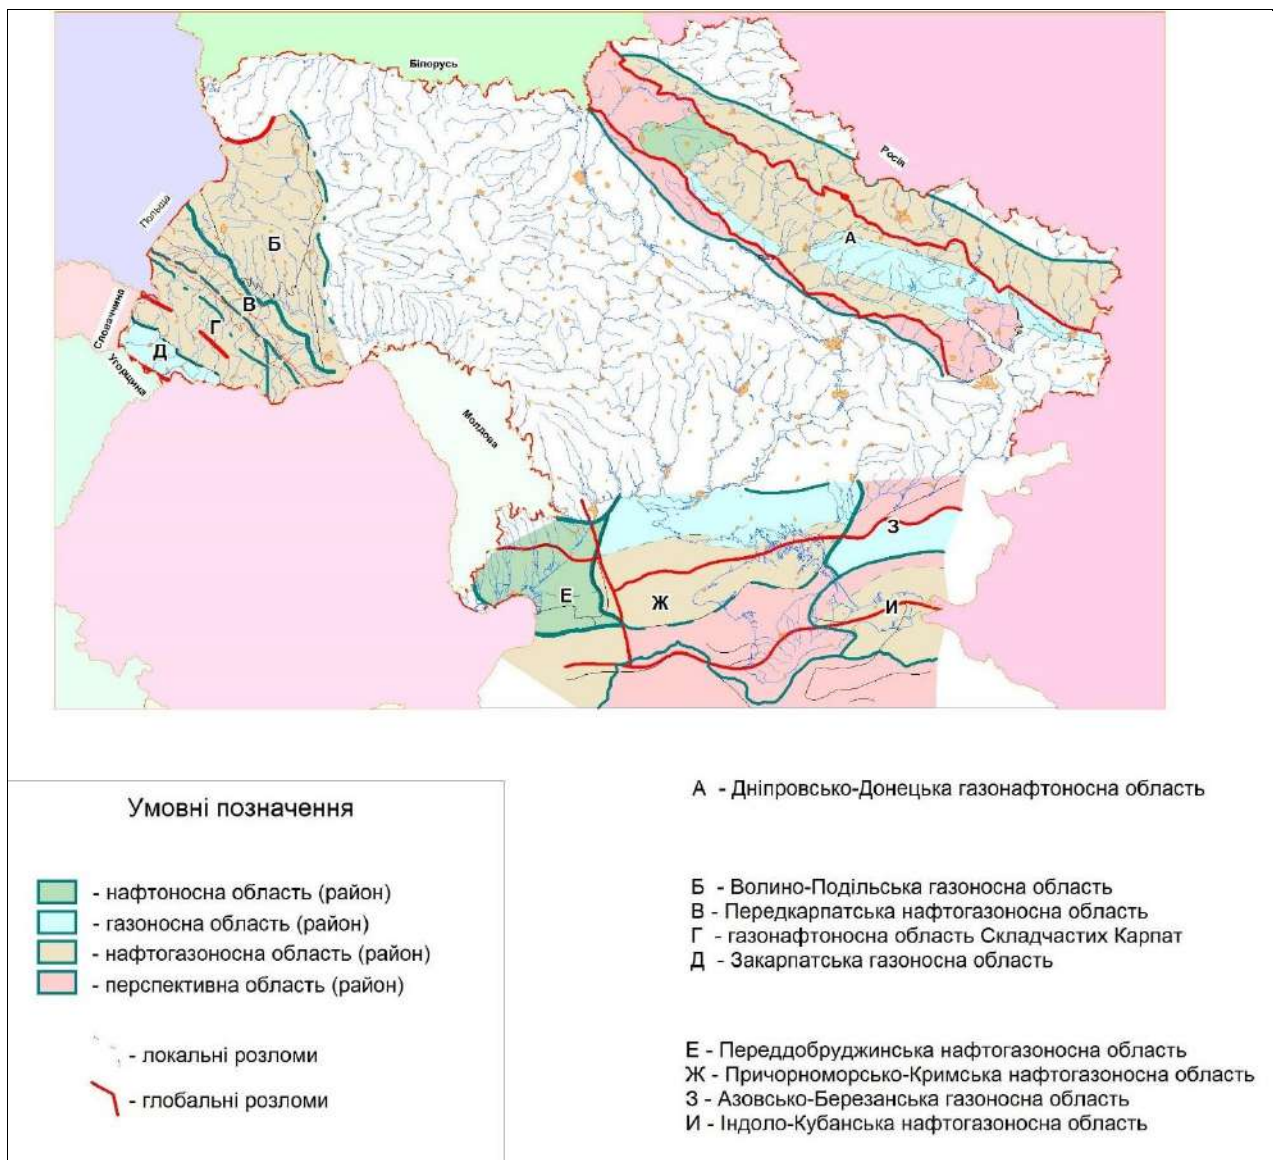 Білорусь
Росія
Польща
Словаччина
Угорщина
Молдова
А
Б
В
Г
Д
З
Е
Ж
И
Умовні позначення
- нафтоносна область (район)
- газоносна область (район)
- нафтогазоносна область (район)
- перспективна область (район)
- локальні розломи
- глобальні розломи
А - Дніпровсько-Донецька газонафтоносна область
Б - Волино-Подільська газоносна область
В - Передкарпатська нафтогазоносна область
Г - газонафтоносна область Складчастих Карпат
Д - Закарпатська газоносна область
Е - Переддобруджинська нафтогазоносна область
Ж - Причорноморсько-Кримська нафтогазоносна область
З - Азовсько-Березанська газоносна область
И - Індоло-Кубанська нафтогазоносна область